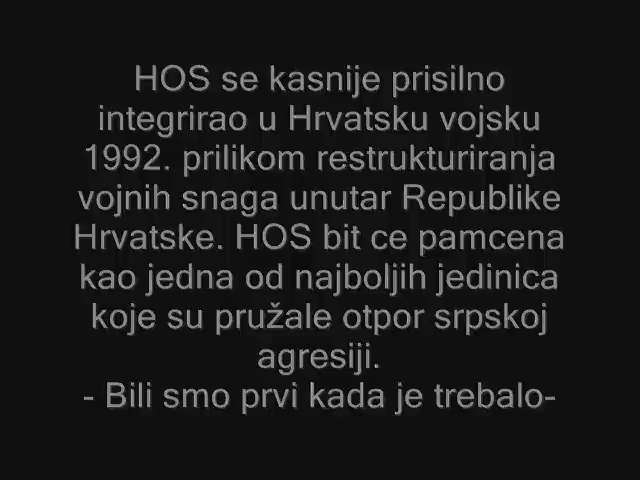 HOS se kasnije prisilno
integrirao u Hrvatsku vojsku
1992. prilikom restrukturiranja
vojnih snaga unutar Republike
Hrvatske. HOS bit ce pamcena
kao jedna od najboljih jedinica
koje su pružale otpor srpskoj
agresiji.
- Bili smo prvi kada je trebalo-